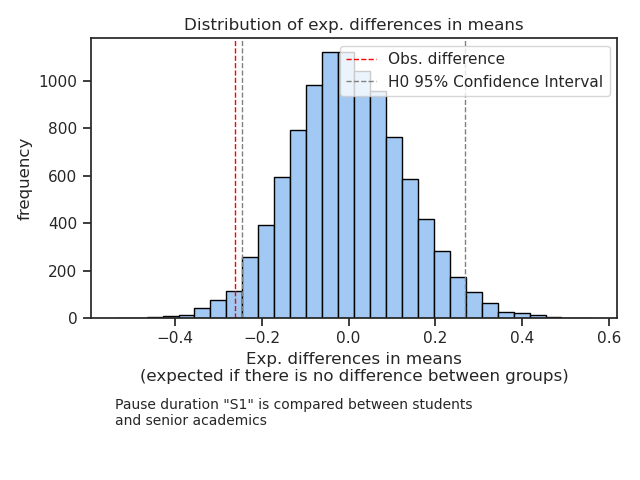 Distribution of exp. differences in means
Obs. difference
H0 95% Confidence Interval
frequency
1000
800
600
400
200
0
−0.4 −0.2 0.0 0.2 0.4 0.6
Exp. differences in means
(expected if there is no difference between groups)
Pause duration "S1" is compared between students
and senior academics